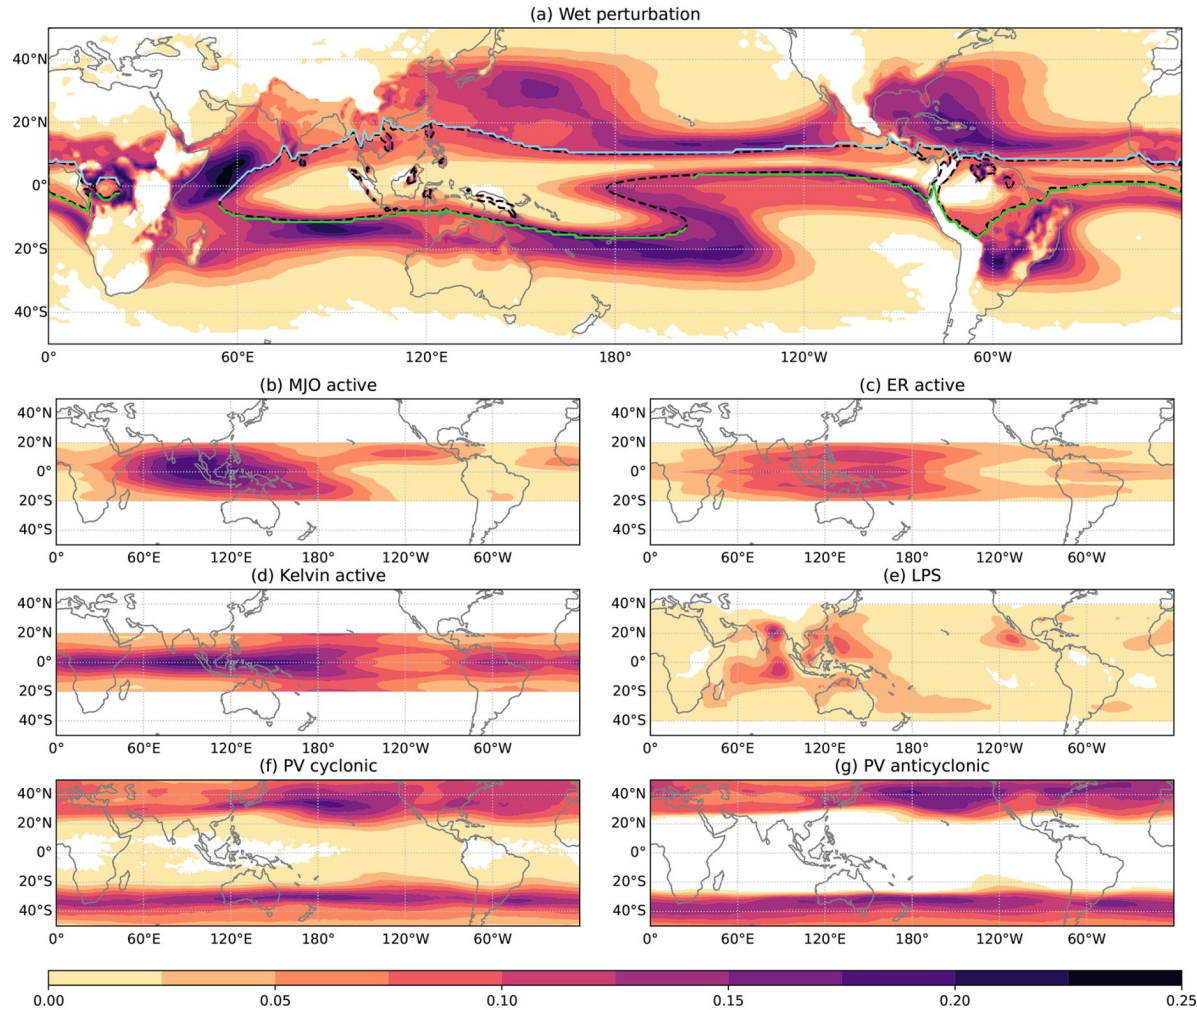 (a) Wet perturbation
40°N
20°N
0°
20°S
40°S
0° 60°E 120°E 180° 120°W 60°W
(b) MJO active
40°N
20°N
0°
20°S
40°S
0° 60°E 120°E 180° 120°W 60°W
(c) ER active
40°N
20°N
0°
20°S
40°S
0° 60°E 120°E 180° 120°W 60°W
(d) Kelvin active
40°N
20°N
0°
20°S
40°S
0° 60°E 120°E 180° 120°W 60°W
(e) LPS
40°N
20°N
0°
20°S
40°S
0° 60°E 120°E 180° 120°W 60°W
(f) PV cyclonic
40°N
20°N
0°
20°S
40°S
0° 60°E 120°E 180° 120°W 60°W
(g) PV anticyclonic
40°N
20°N
0°
20°S
40°S
0° 60°E 120°E 180° 120°W 60°W
0.00 0.05 0.10 0.15 0.20 0.25